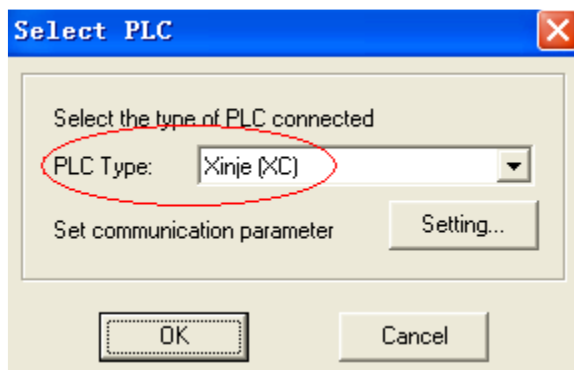 Select PLC
Select the type of PLC connected
PLC Type: Xinje (XC)
Set communication parameter Setting...
OK Cancel